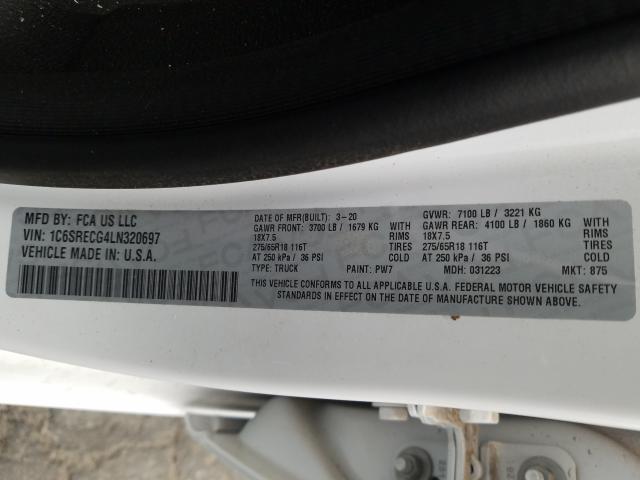 MFD BY: FCA US LLC
VIN: 1C6SRECG4LN320697
VEHICLE MADE IN: U.S.A.
DATE OF MFR(BUILT): 3-20
GAWR FRONT: 3700 LB / 1679 KG
18X7.5 RIMS
275/65R18 116T TIRES
AT 250 kPa / 36 PSI COLD
TYPE: TRUCK PAINT: PW7
GVWR: 7100 LB / 3221 KG
GAWR REAR: 4100 LB / 1860 KG
18X7.5 RIMS
275/65R18 116T TIRES
AT 250 kPa / 36 PSI COLD
MDH: 031223 MKT: 875
THIS VEHICLE CONFORMS TO ALL APPLICABLE U.S.A. FEDERAL MOTOR VEHICLE SAFETY
STANDARDS IN EFFECT ON THE DATE OF MANUFACTURE SHOWN ABOVE.